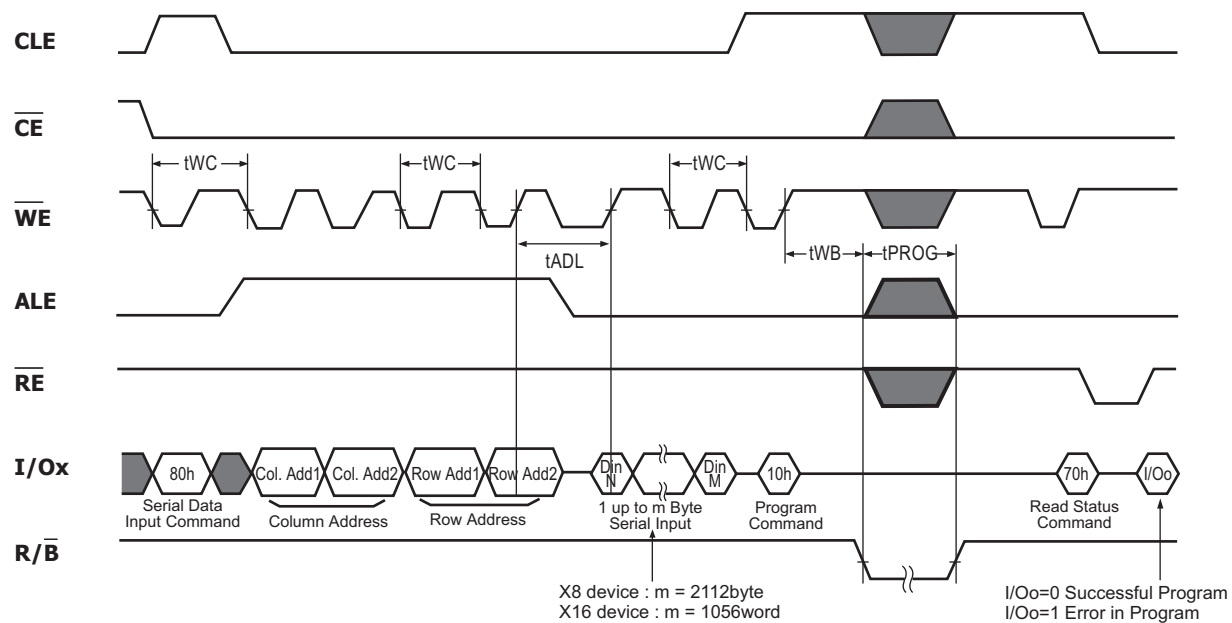 CLE
CE
tWC
tWC
tWC
WE
tADL
tWB
tPROG
ALE
RE
I/Ox
80h
Col. Add1
Col. Add2
Row Add1
Row Add2
Din
N
Din
M
10h
70h
I/Oo
Serial Data
Input Command
Column Address
Row Address
1 up to m Byte
Serial Input
Program
Command
Read Status
Command
R/B
X8 device : m = 2112byte
X16 device : m = 1056word
I/Oo=0 Successful Program
I/Oo=1 Error in Program